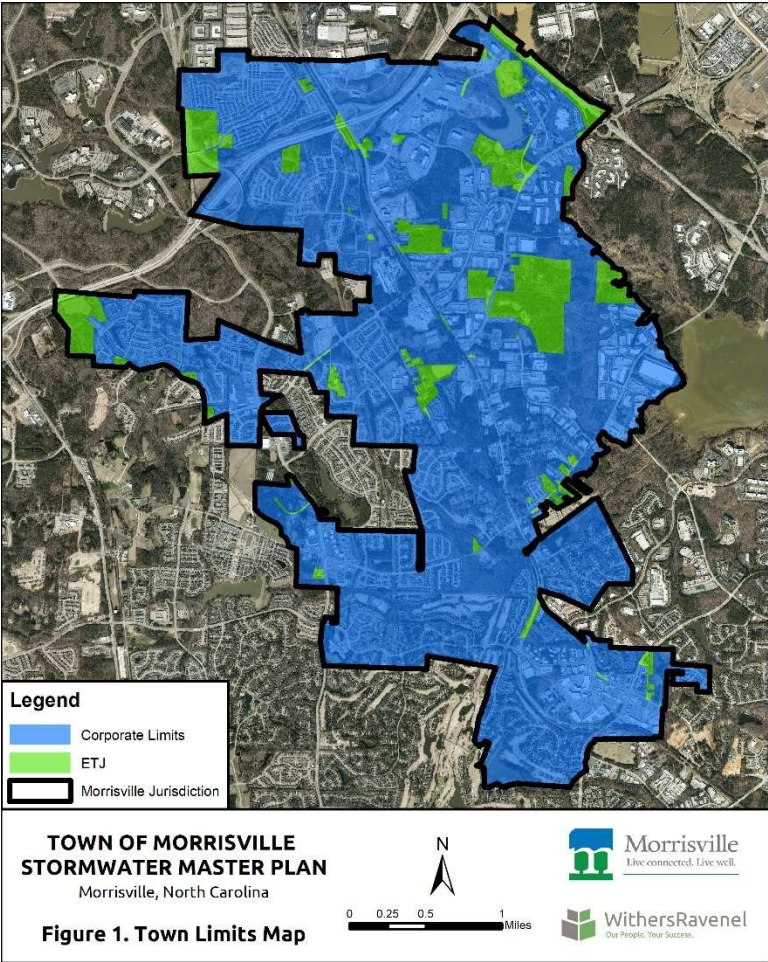 Legend
Corporate Limits
ETJ
Morrisville Jurisdiction
TOWN OF MORRISVILLE
STORMWATER MASTER PLAN
Morrisville, North Carolina
Figure 1. Town Limits Map
N
0 0.25 0.5 1
Miles
Morrisville
Live connected. Live well.
WithersRavenel
Our People. Your Success.